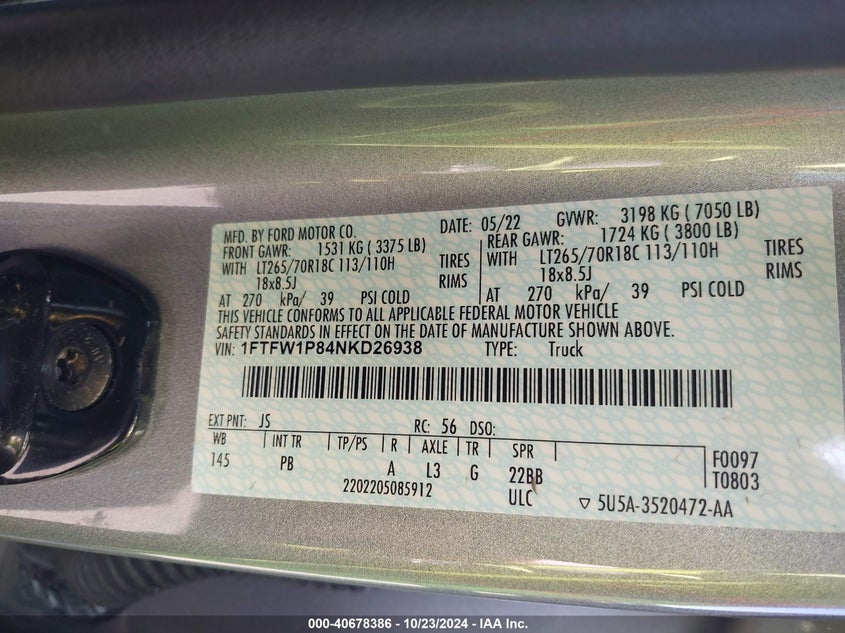 MFD. BY FORD MOTOR CO. DATE: 05/22 GVWR: 3198 KG ( 7050 LB)
FRONT GAWR: 1531 KG ( 3375 LB) REAR GAWR: 1724 KG ( 3800 LB)
WITH LT265/70R18C 113/110H TIRES WITH LT265/70R18C 113/110H TIRES
18x8.5J RIMS 18x8.5J RIMS
AT 270 kPa/ 39 PSI COLD AT 270 kPa/ 39 PSI COLD
THIS VEHICLE CONFORMS TO ALL APPLICABLE FEDERAL MOTOR VEHICLE
SAFETY STANDARDS IN EFFECT ON THE DATE OF MANUFACTURE SHOWN ABOVE.
VIN: 1FTFW1P84NKD26938 TYPE: Truck
EXT PNT: JS RC: 56 DSO:
WB INT TR TP/PS R AXLE TR SPR F0097
145 PB A L3 G 22BB T0803
2202205085912 ULC ▽ 5U5A-3520472-AA
000-40678386 | 10/23/2024 | IAA Inc.